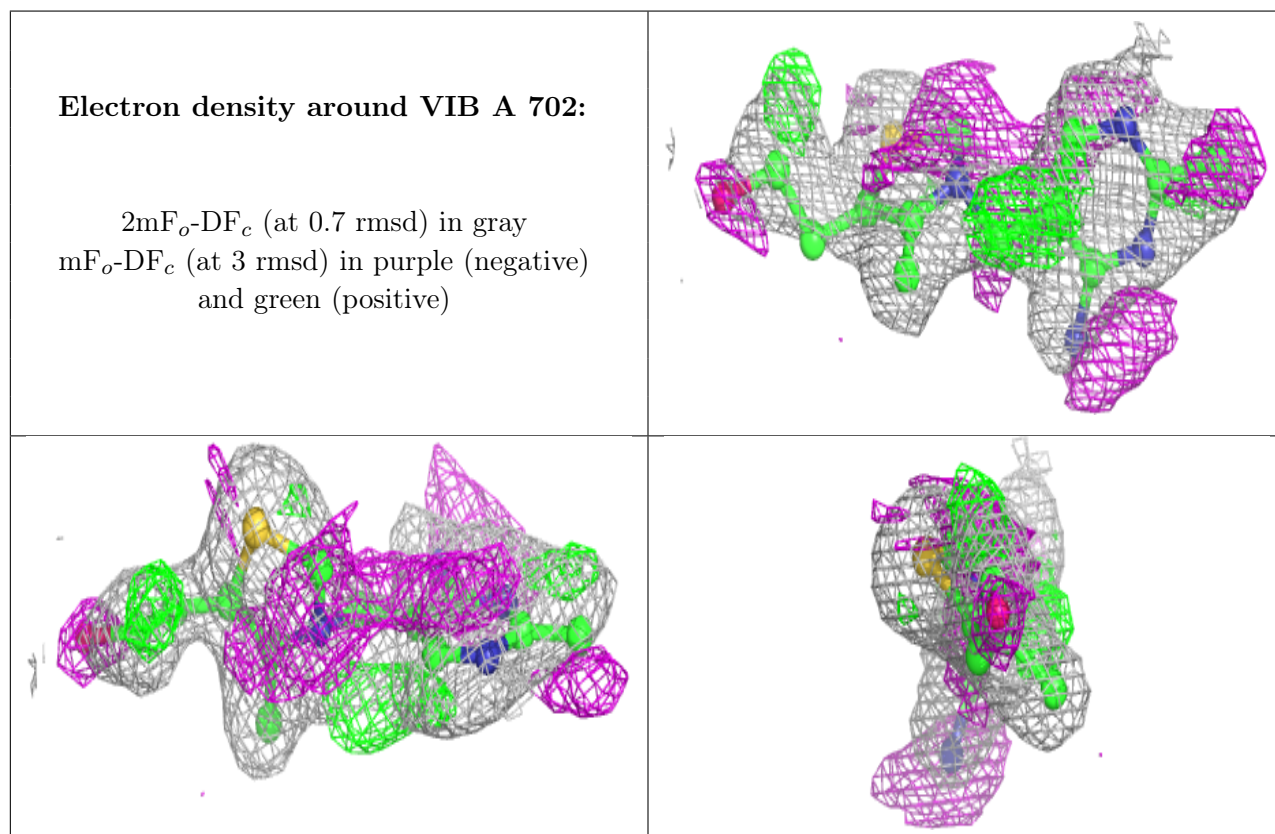 Electron density around VIB A 702:
2mFo-DFc (at 0.7 rmsd) in gray
mFo-DFc (at 3 rmsd) in purple (negative)
and green (positive)